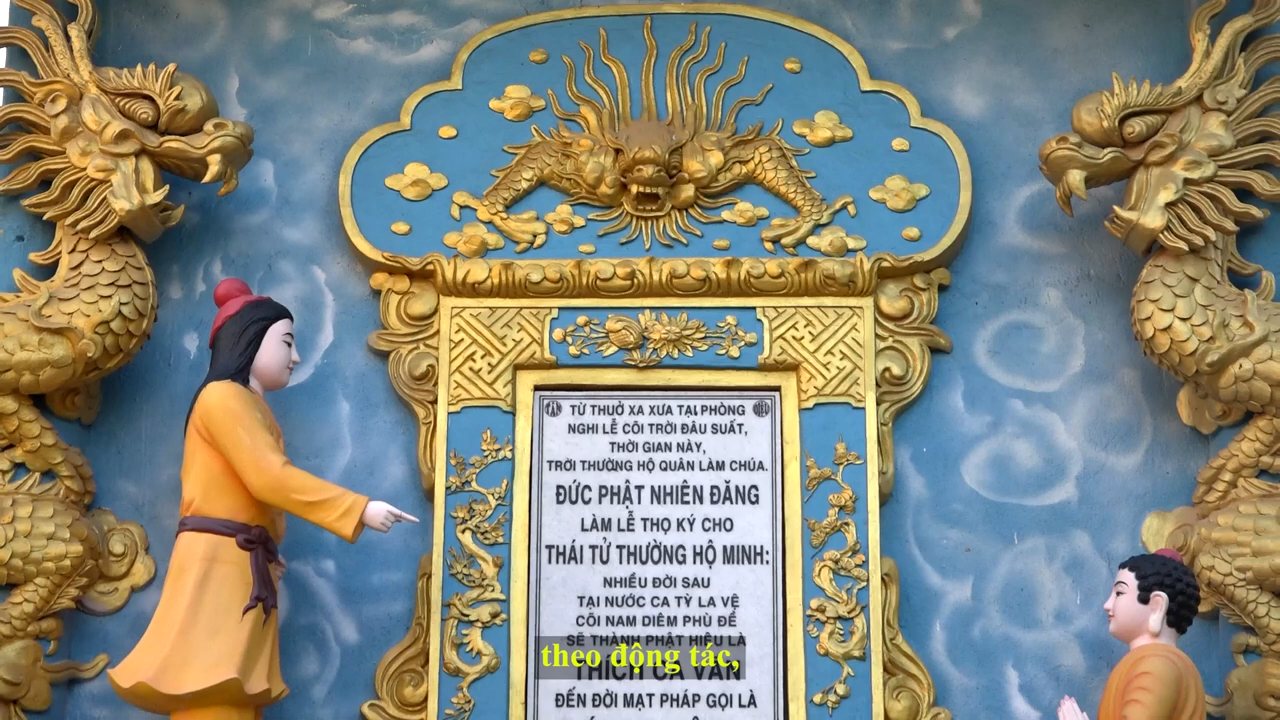 TỪ THUỞ XA XƯA TẠI PHÒNG
NGHI LỄ CÕI TRỜI ĐÂU SUẤT,
THỜI GIAN NÀY,
TRỜI THƯỜNG HỘ QUÂN LÀM CHÚA.
ĐỨC PHẬT NHIÊN ĐĂNG
LÀM LỄ THỌ KÝ CHO
THÁI TỬ THƯỜNG HỘ MINH:
NHIỀU ĐỜI SAU
TẠI NƯỚC CA TỲ LA VỆ
CÕI NAM DIÊM PHÙ ĐỀ
SẼ THÀNH PHẬT HIỆU LÀ
theo động tác,
THÍCH CA VĂN
ĐẾN ĐỜI MẠT PHÁP GỌI LÀ